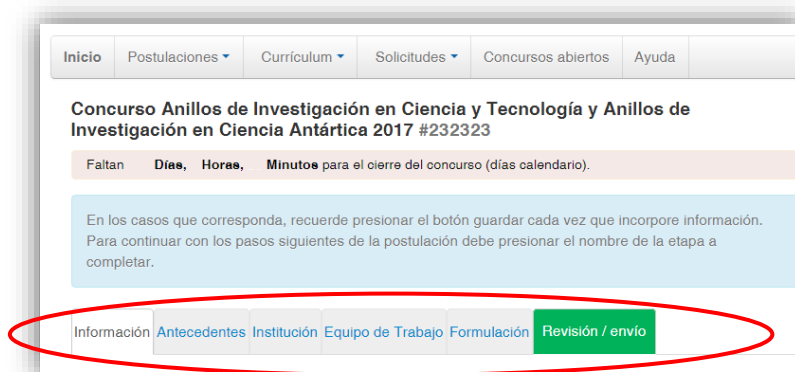 Inicio Postulaciones Currículum Solicitudes Concursos abiertos Ayuda
Concurso Anillos de Investigación en Ciencia y Tecnología y Anillos de
Investigación en Ciencia Antártica 2017 #232323
Faltan Días, Horas, Minutos para el cierre del concurso (días calendario).
En los casos que corresponda, recuerde presionar el botón guardar cada vez que incorpore información.
Para continuar con los pasos siguientes de la postulación debe presionar el nombre de la etapa a
completar.
Información Antecedentes Institución Equipo de Trabajo Formulación Revisión / envío